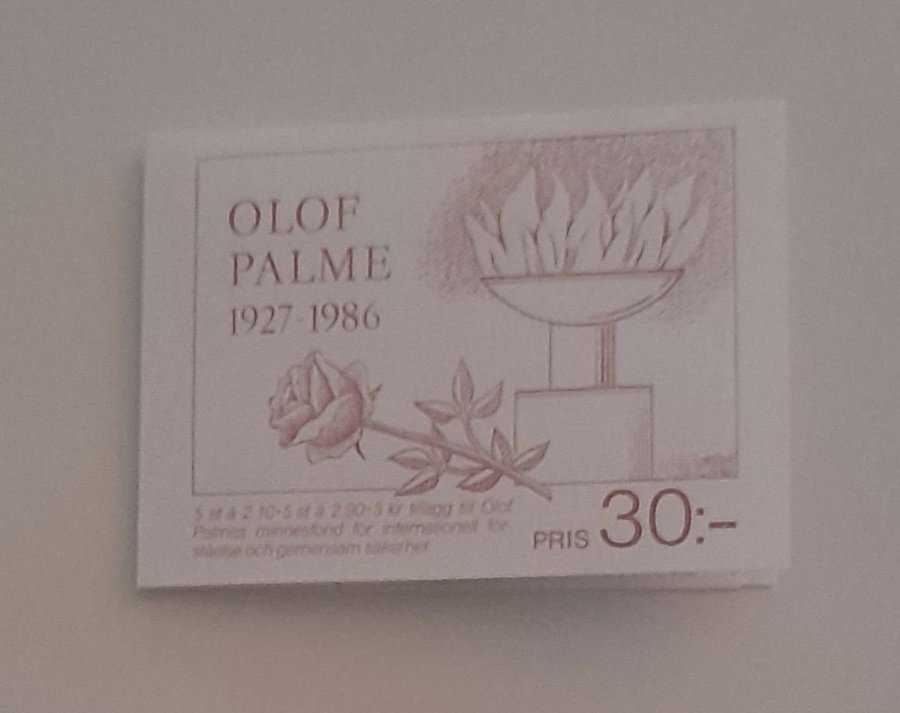 OLOF
PALME
1927-1986
5 st á 2.10+5 st á 2.90+5 kr tillägg till Olof
Palmes minnesfond för internationell för
ståelse och gemensam säkerhet
PRIS 30:-